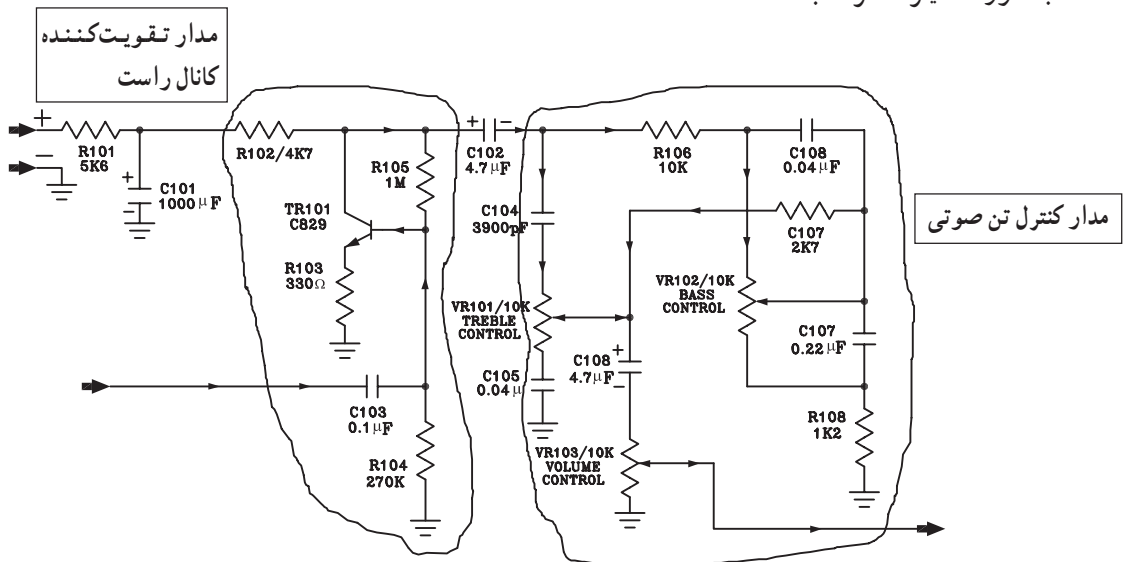 مدار تقویت‌کننده
کانال راست
+
R101
5K6
−
+
−
C101
1000 μF
R102/4K7
R105
1M
TR101
C829
R103
330Ω
C103
0.1μF
R104
270K
+ −
C102
4.7μF
C104
3900pF
VR101/10K
TREBLE
CONTROL
C105
0.04μ
R106
10K
C108
0.04μF
C107
2K7
VR102/10K
BASS
CONTROL
C107
0.22μF
+
C108
4.7μF
−
R108
1K2
VR103/10K
VOLUME
CONTROL
مدار کنترل تن صوتی